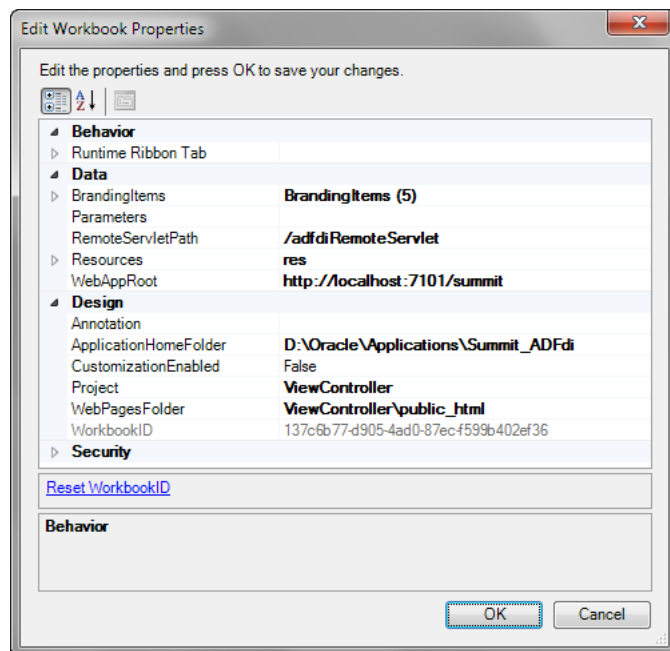 Edit Workbook Properties
Edit the properties and press OK to save your changes.
Behavior
Runtime Ribbon Tab
Data
BrandingItems BrandingItems (5)
Parameters
RemoteServletPath /adfdiRemoteServlet
Resources res
WebAppRoot http://localhost:7101/summit
Design
Annotation
ApplicationHomeFolder D:\Oracle\Applications\Summit_ADFdi
CustomizationEnabled False
Project ViewController
WebPagesFolder ViewController\public_html
WorkbookID 137c6b77-d905-4ad0-87ec-f599b402ef36
Security
Reset WorkbookID
Behavior
OK Cancel